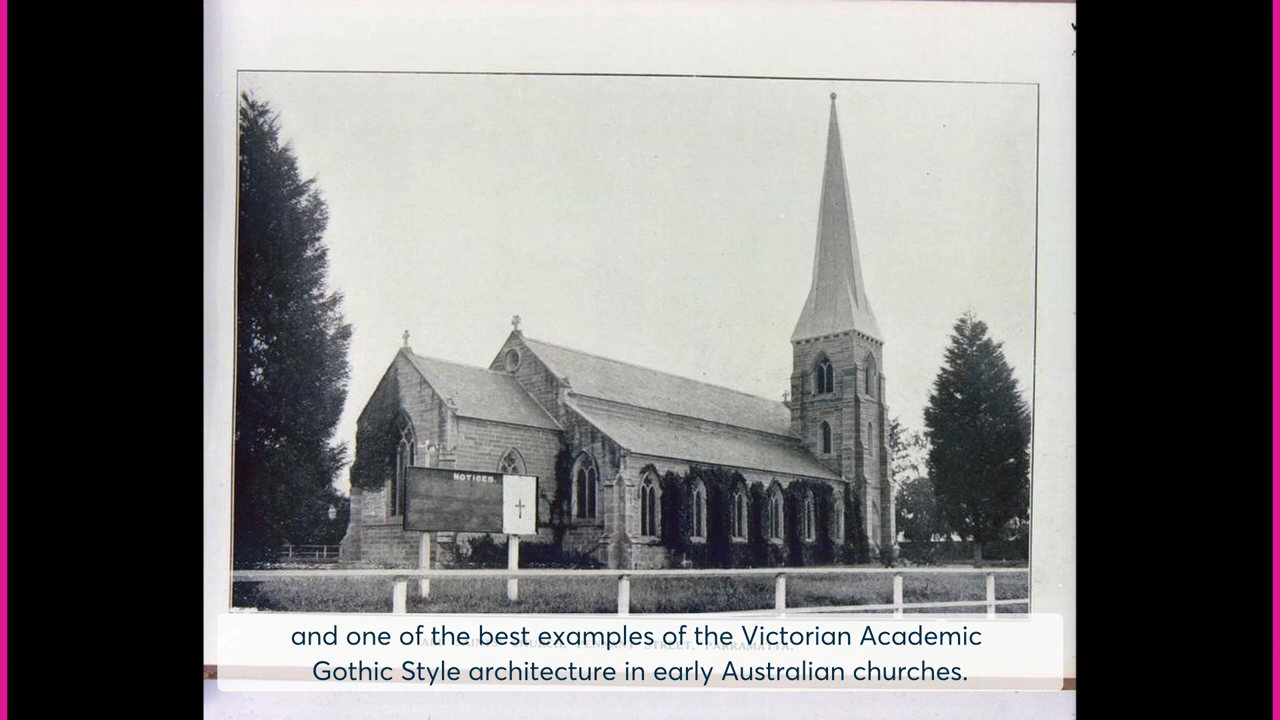 NOTICES
and one of the best examples of the Victorian Academic
Gothic Style architecture in early Australian churches.